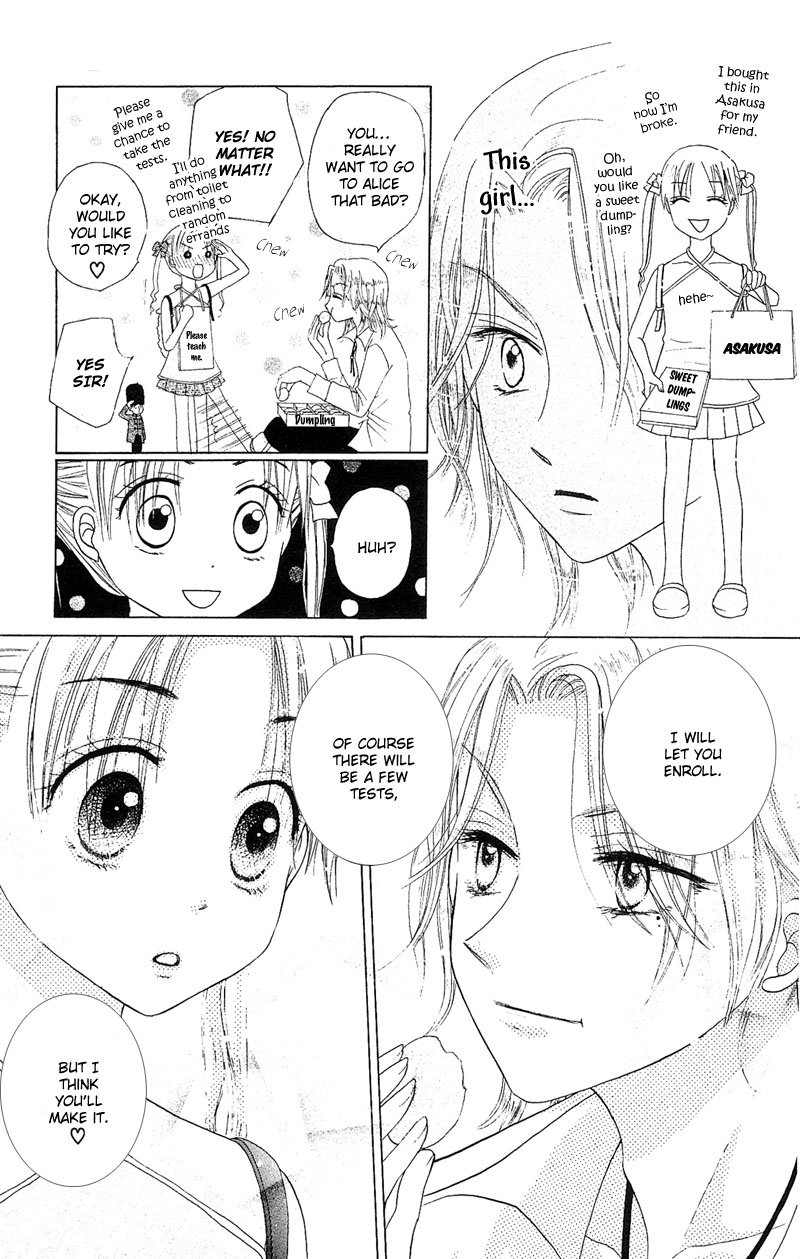 I bought
this in
Asakusa
for my
friend.
So
now I'm
broke.
Oh,
would
you like
a sweet
dump-
ling?
This
girl...
hehe~
ASAKUSA
SWEET
DUMP-
LINGS
YOU...
REALLY
WANT TO GO
TO ALICE
THAT BAD?
YES! NO
MATTER
WHAT!!
Please
give me a
chance to
take the
tests.
I'll do
anything
from toilet
cleaning to
random
errands
Chew
Chew
Chew
Please
teach
me.
Dumpling
OKAY,
WOULD
YOU LIKE
TO TRY?
♡
YES
SIR!
HUH?
I WILL
LET YOU
ENROLL.
OF COURSE
THERE WILL
BE A FEW
TESTS,
BUT I
THINK
YOU'LL
MAKE IT.
♡